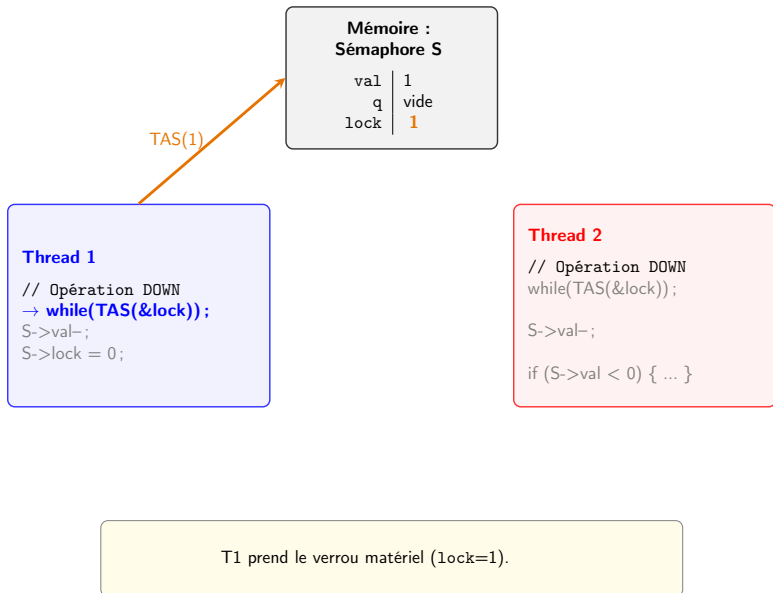 Mémoire :
Sémaphore S
val 1
q vide
lock 1
TAS(1)
Thread 1
// Opération DOWN
→ while(TAS(&lock)) ;
S->val– ;
S->lock = 0 ;
Thread 2
// Opération DOWN
while(TAS(&lock)) ;
S->val– ;
if (S->val < 0) { ... }
T1 prend le verrou matériel (lock=1).